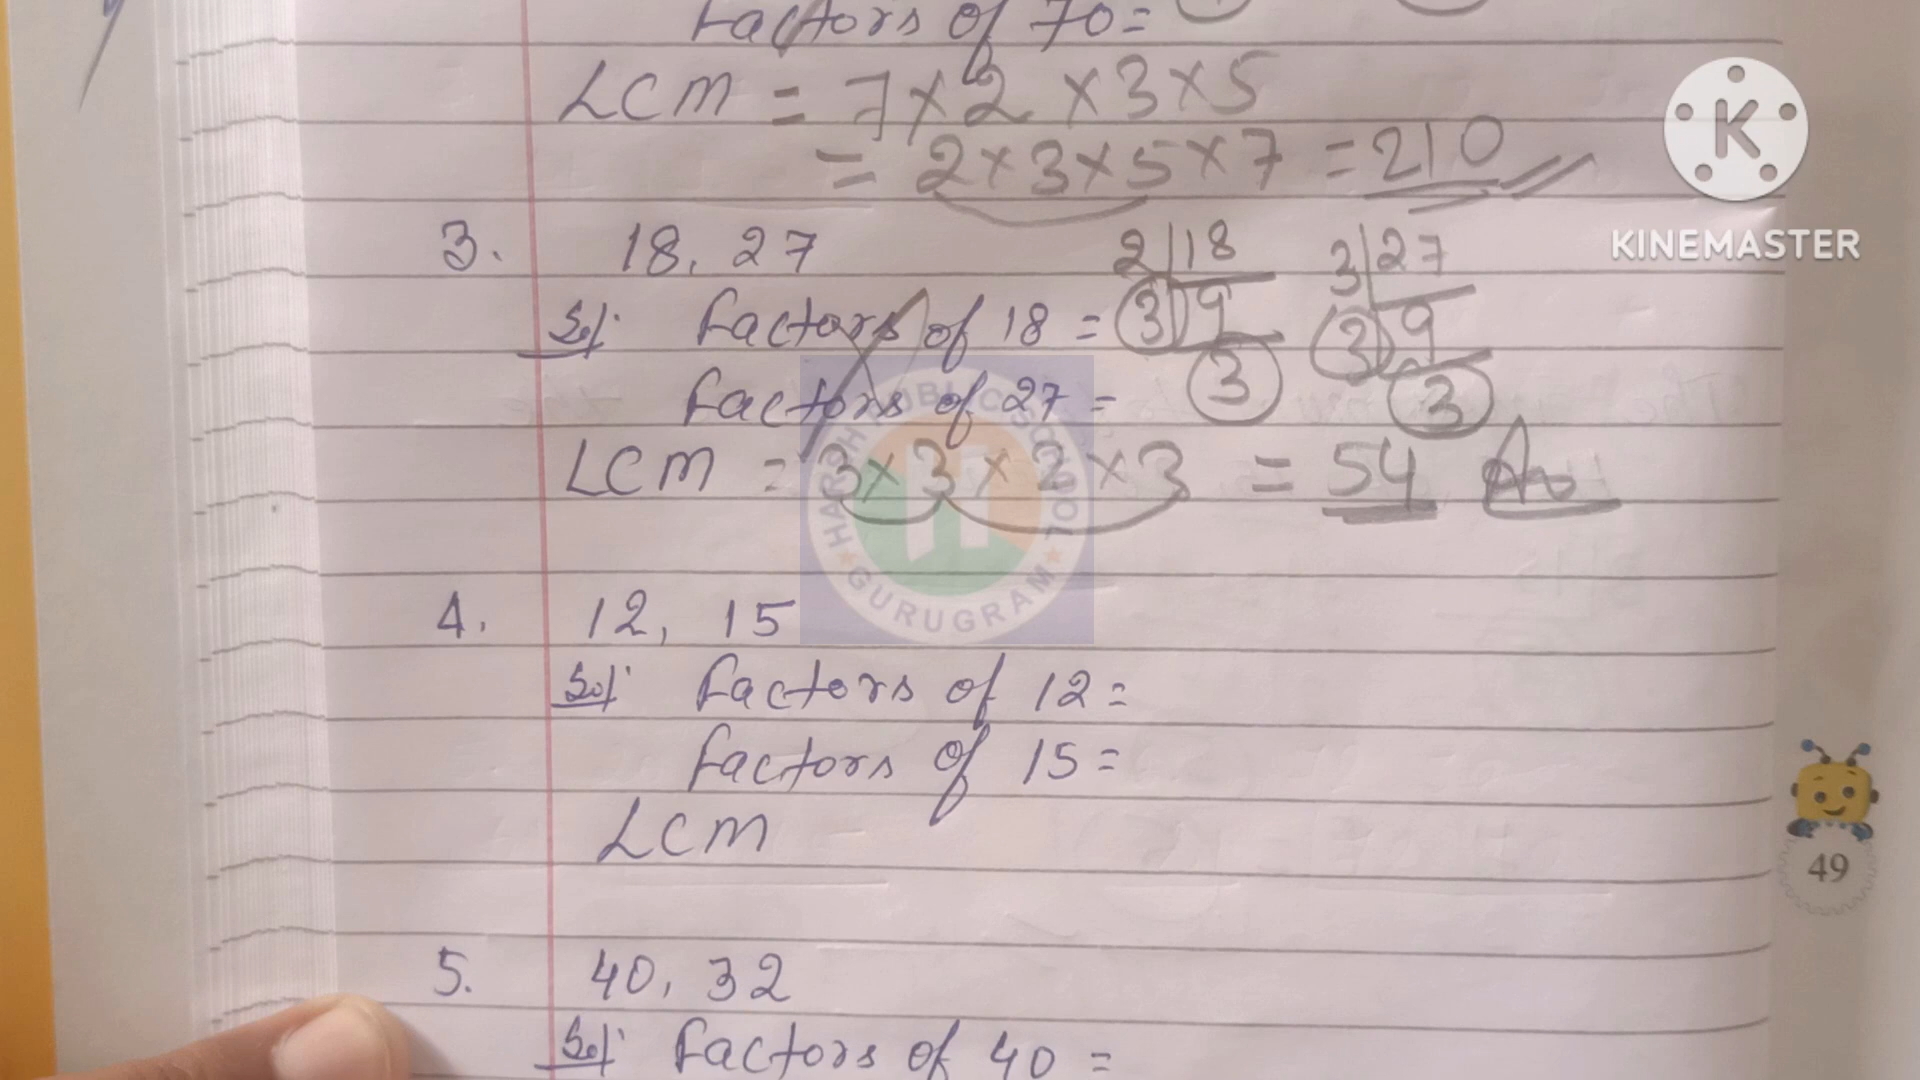 Factors of 70 =
LCM = 7 × 2 × 3 × 5
= 2 × 3 × 5 × 7 = 210
KINEMASTER
3. 18, 27
2 | 18
3 | 9
3
3 | 27
3 | 9
3
Sol: Factors of 18 =
Factors of 27 =
LCM = 3 × 3 × 2 × 3 = 54 Ans
HARSH PUBLIC SCHOOL
GURUGRAM
4. 12, 15
Sol: Factors of 12 =
Factors of 15 =
LCM
49
5. 40, 32
Sol: Factors of 40 =